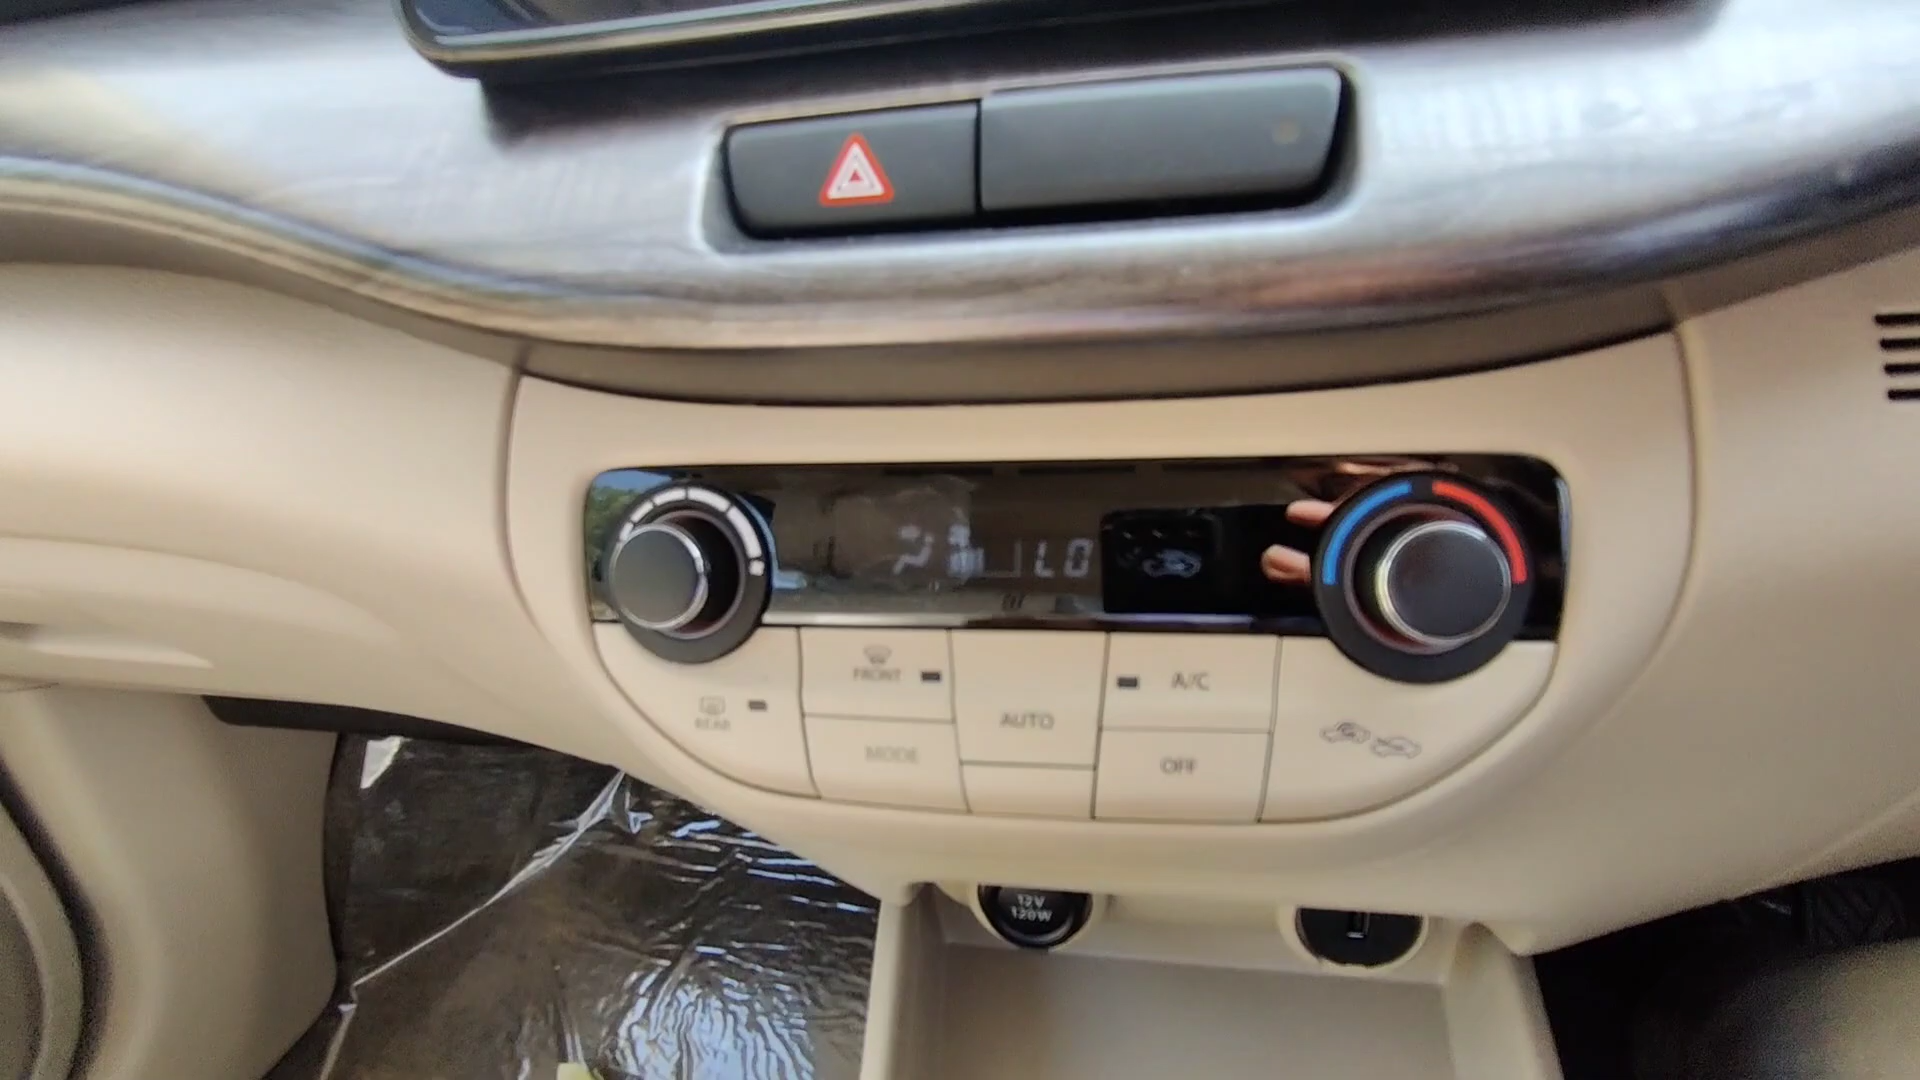 LO
FRONT
A/C
REAR
AUTO
MODE
OFF
12V
120W